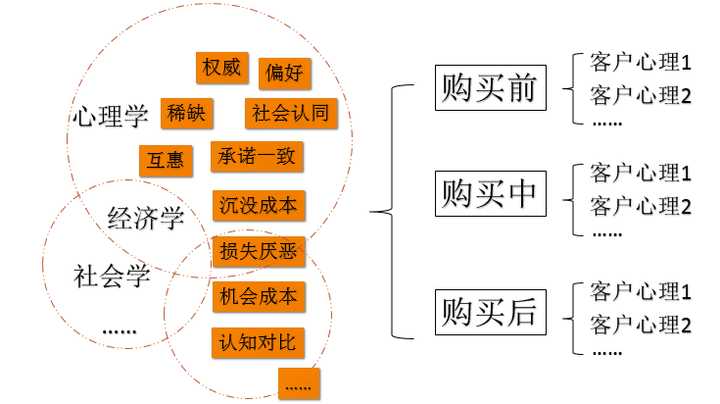 权威
偏好
心理学
稀缺
社会认同
互惠
承诺一致
沉没成本
经济学
损失厌恶
社会学
机会成本
……
认知对比
……
购买前
客户心理1
客户心理2
……
购买中
客户心理1
客户心理2
……
购买后
客户心理1
客户心理2
……